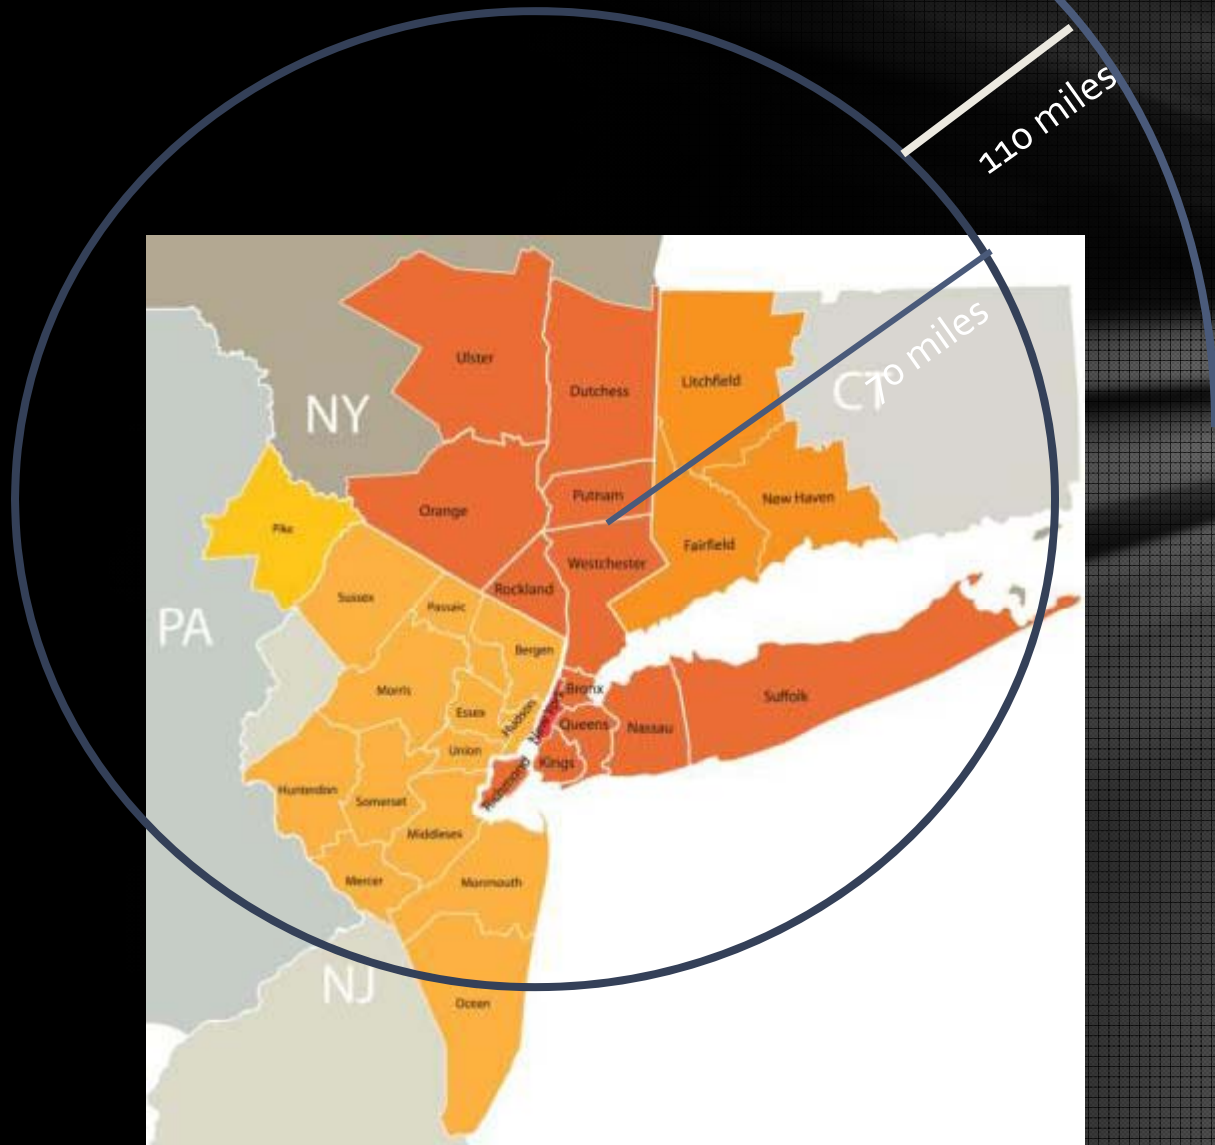 110 miles
70 miles
Ulster
Dutchess
Litchfield
NY
CT
Putnam
New Haven
Orange
Pike
Fairfield
Westchester
Rockland
Sussex
Passaic
PA
Bergen
Morris
Bronx
Suffolk
Essex
Hudson
New York
Queens
Nassau
Union
Kings
Richmond
Hunterdon
Somerset
Middlesex
Mercer
Monmouth
NJ
Ocean